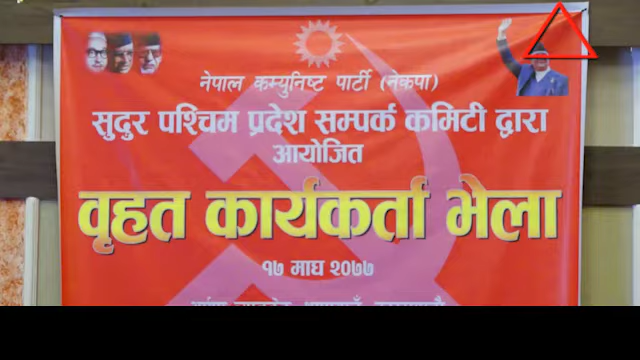 नेपाल कम्युनिष्ट पार्टी (नेकपा)
सुदुर पश्चिम प्रदेश सम्पर्क कमिटी द्वारा
आयोजित
वृहत कार्यकर्ता भेला
१७ माघ २०७७